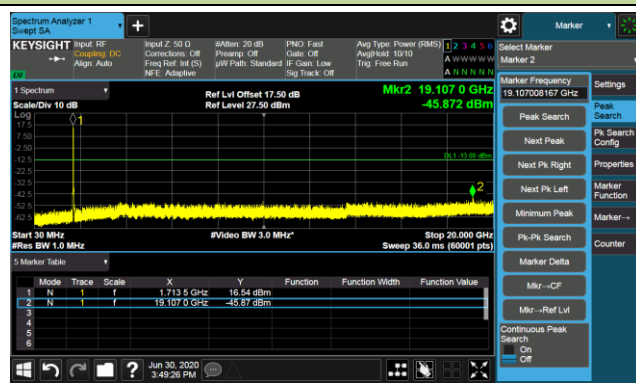 Spectrum Analyzer 1
Swept SA
Marker
KEYSIGHT
Input: RF
Coupling: DC
Align: Auto
Input Z: 50 Ω
Corrections: Off
Freq Ref: Int (S)
NFE: Adaptive
#Atten: 20 dB
Preamp: Off
µW Path: Standard
PNO: Fast
Gate: Off
IF Gain: Low
Sig Track: Off
Avg Type: Power (RMS)
Avg|Hold: 10/10
Trig: Free Run
1 2 3 4 5 6
A W W W W W
A N N N N N
Select Marker
Marker 2
LXI
1 Spectrum
Scale/Div 10 dB
Ref Lvl Offset 17.50 dB
Ref Level 27.50 dBm
Mkr2 19.107 0 GHz
-45.872 dBm
Log
17.5
7.50
-2.50
-12.5
-22.5
-32.5
-42.5
-52.5
-62.5
1
DL1 -13.00 dBm
2
Start 30 MHz
#Res BW 1.0 MHz
#Video BW 3.0 MHz*
Stop 20.000 GHz
Sweep 36.0 ms (60001 pts)
5 Marker Table
Mode Trace Scale X Y Function Function Width Function Value
1 N 1 f 1.713 5 GHz 16.54 dBm
2 N 1 f 19.107 0 GHz -45.87 dBm
3
4
5
6
Marker Frequency
19.107008167 GHz
Peak Search
Next Peak
Next Pk Right
Next Pk Left
Minimum Peak
Pk-Pk Search
Marker Delta
Mkr→CF
Mkr→Ref Lvl
Continuous Peak
Search
On
Off
Settings
Peak
Search
Pk Search
Config
Properties
Marker
Function
Marker→
Counter
?
Jun 30, 2020
3:49:26 PM